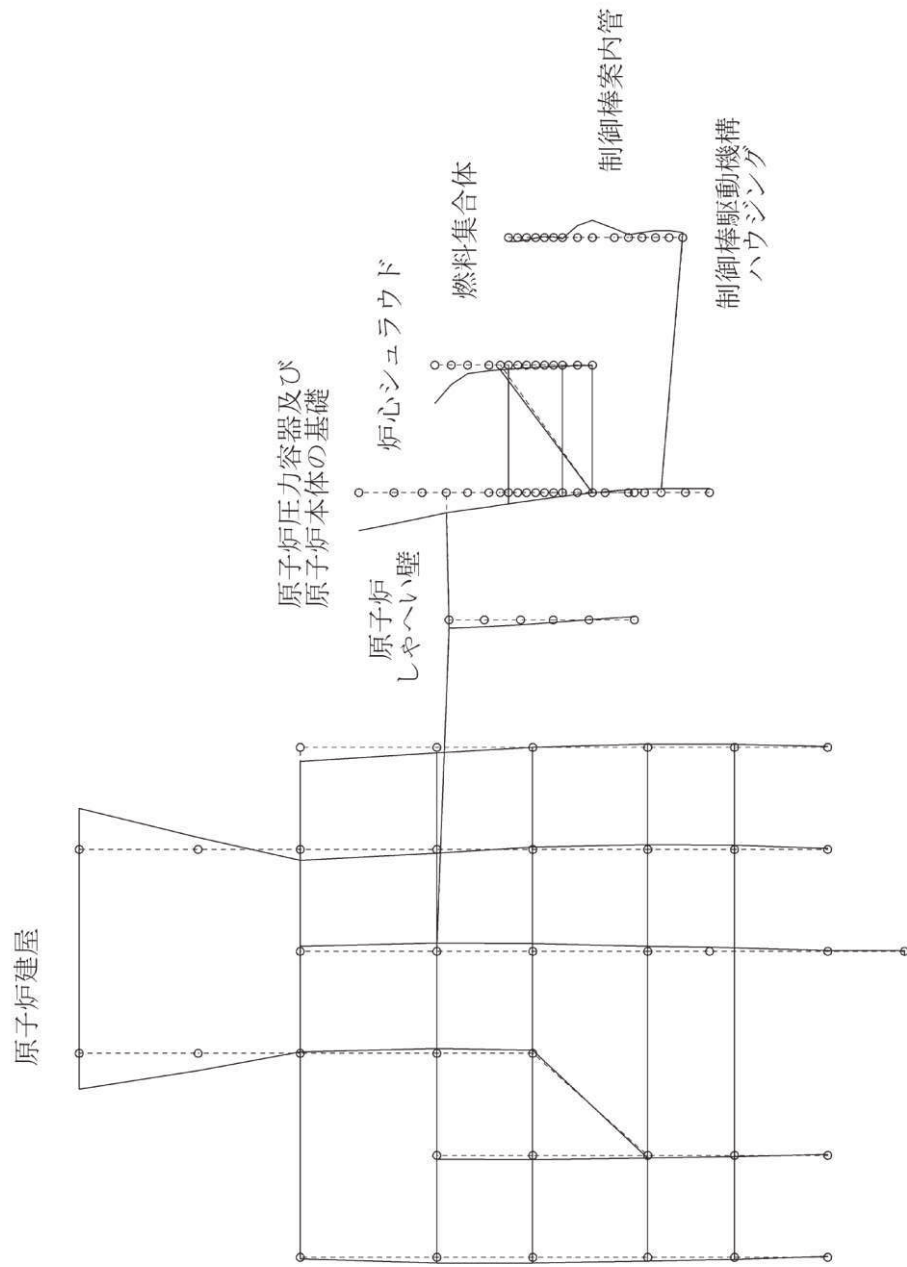 原子炉建屋
原子炉圧力容器及び
原子炉本体の基礎
原子炉
しゃへい壁
炉心シュラウド
燃料集合体
制御棒案内管
制御棒駆動機構
ハウジング